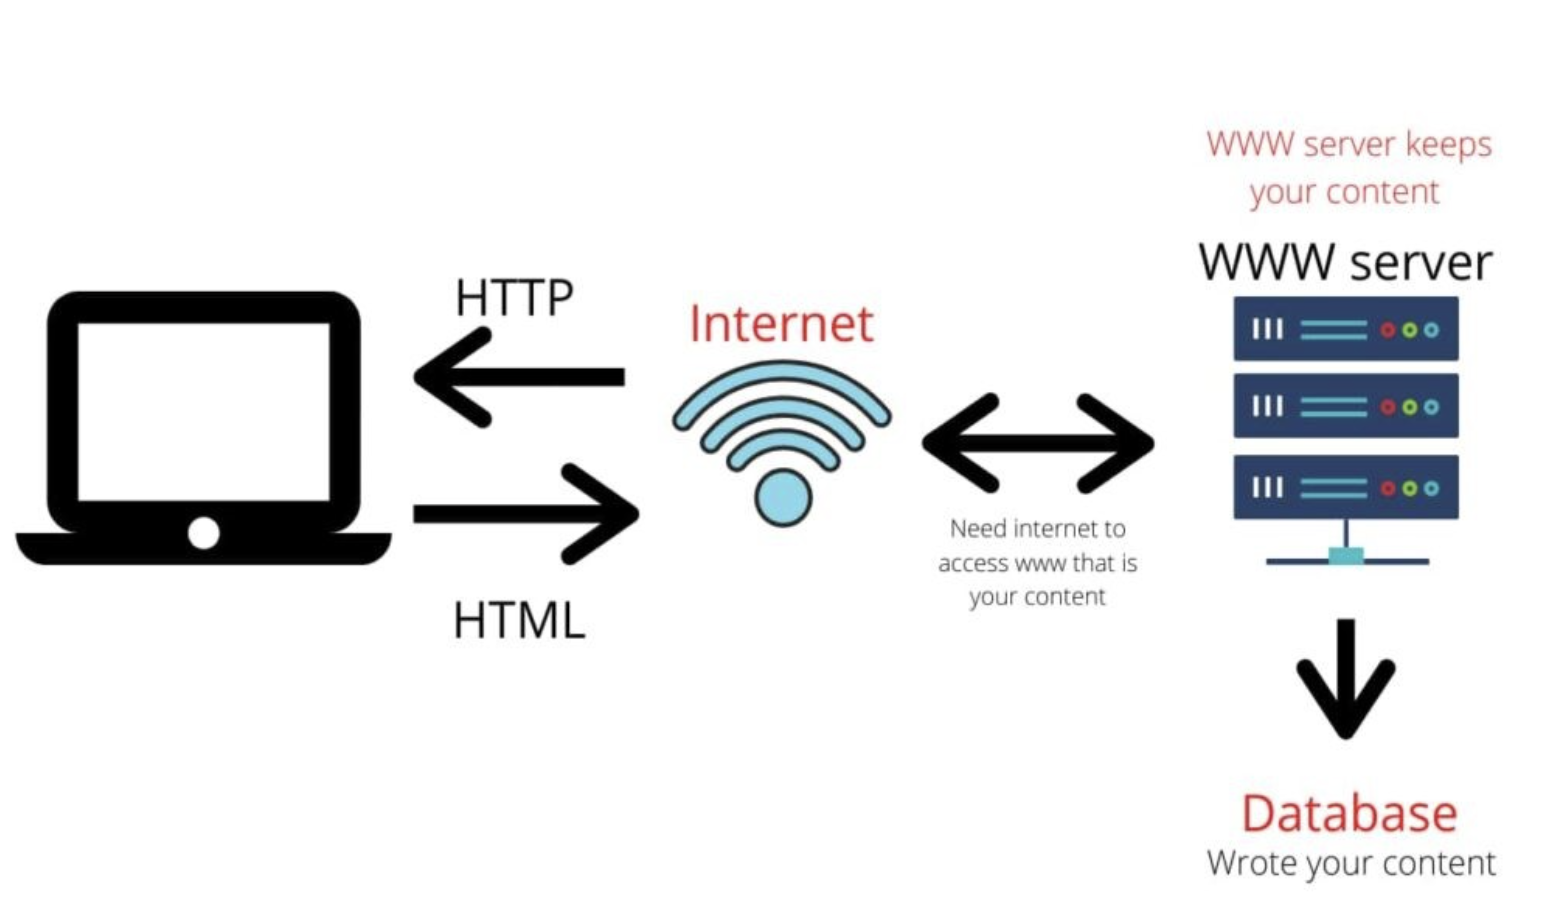 WWW server keeps
your content
WWW server
HTTP
Internet
HTML
Need internet to
access www that is
your content
Database
Wrote your content